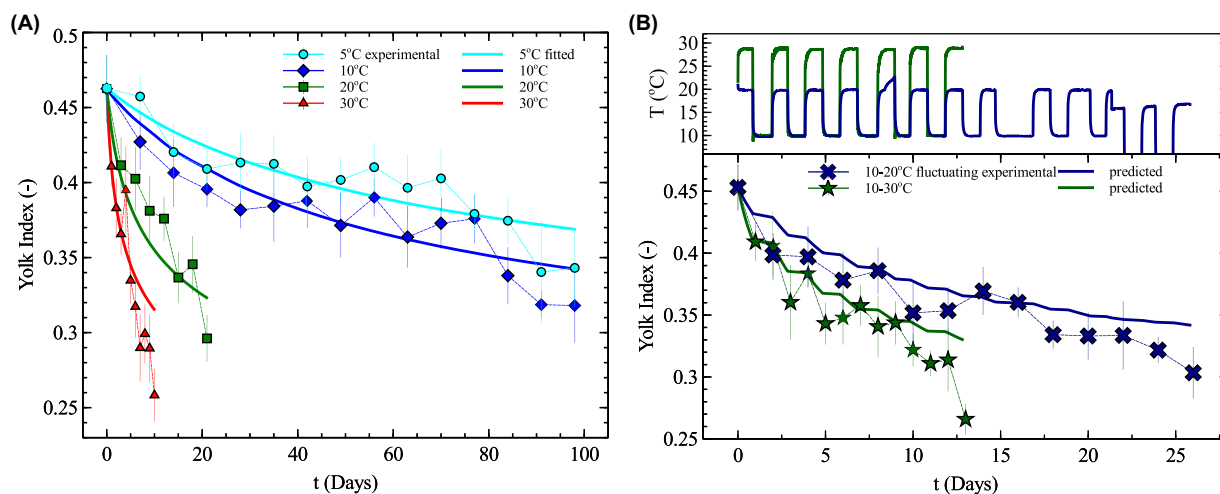 (A)
0.5
0.45
0.4
0.35
0.3
0.25
Yolk Index (-)
5°C experimental
10°C
20°C
30°C
5°C fitted
10°C
20°C
30°C
0 20 40 60 80 100
t (Days)
(B)
30
25
20
15
10
T (°C)
0.45
0.4
0.35
0.3
0.25
Yolk Index (-)
10-20°C fluctuating experimental
10-30°C
predicted
predicted
0 5 10 15 20 25
t (Days)